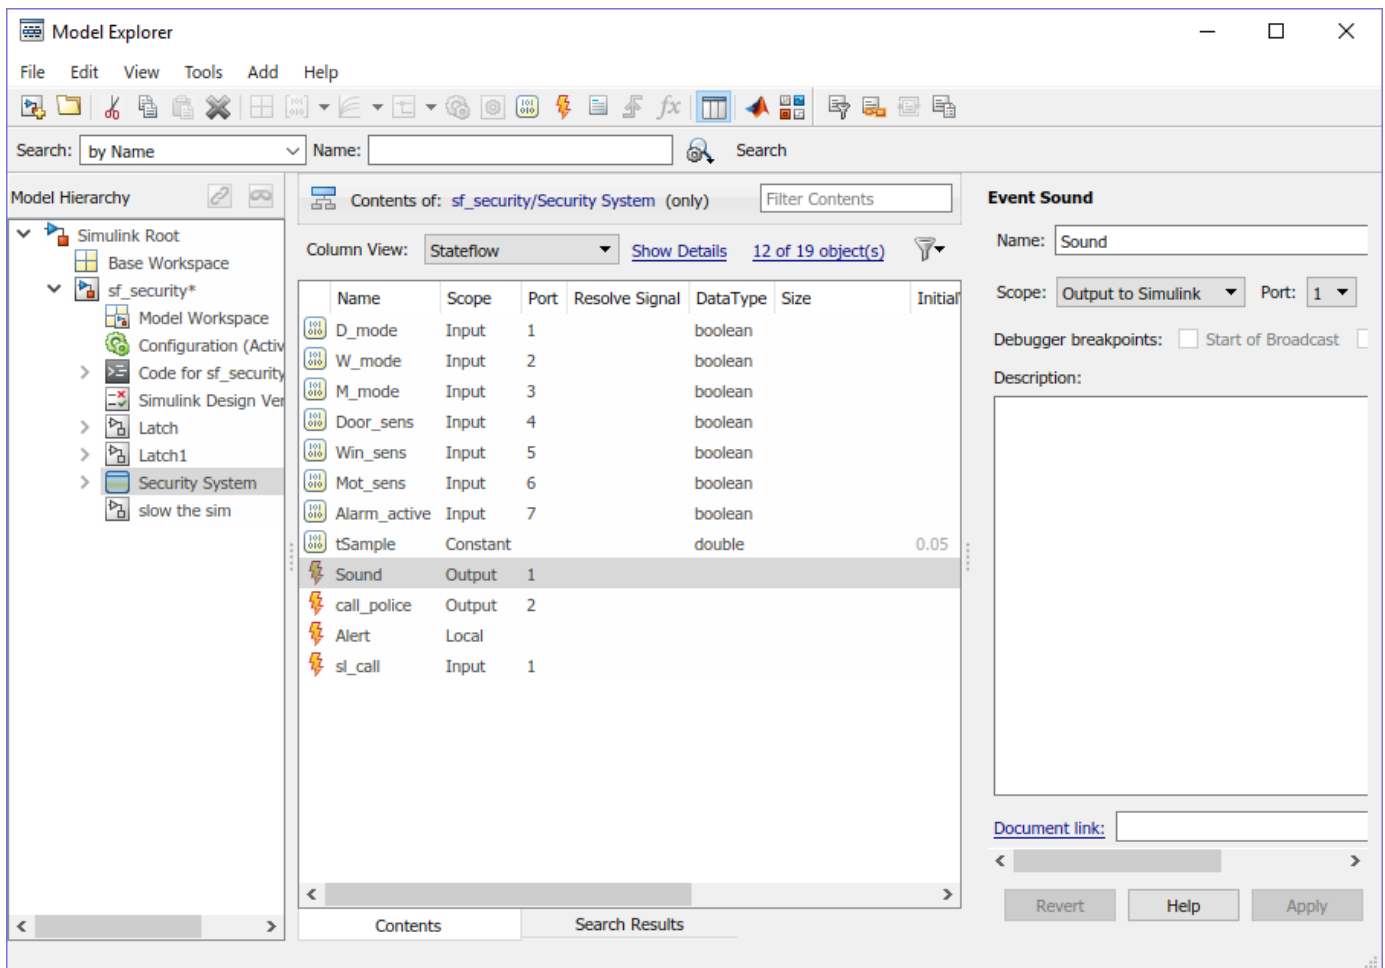 Model Explorer
File Edit View Tools Add Help
Search: by Name Name: Search
Model Hierarchy
Simulink Root
Base Workspace
sf_security*
Model Workspace
Configuration (Activ
Code for sf_security
Simulink Design Ver
Latch
Latch1
Security System
slow the sim
Contents of: sf_security/Security System (only) Filter Contents
Column View: Stateflow Show Details 12 of 19 object(s)
Name Scope Port Resolve Signal DataType Size Initial
D_mode Input 1 boolean
W_mode Input 2 boolean
M_mode Input 3 boolean
Door_sens Input 4 boolean
Win_sens Input 5 boolean
Mot_sens Input 6 boolean
Alarm_active Input 7 boolean
tSample Constant double 0.05
Sound Output 1
call_police Output 2
Alert Local
sl_call Input 1
Contents Search Results
Event Sound
Name: Sound
Scope: Output to Simulink Port: 1
Debugger breakpoints: Start of Broadcast
Description:
Document link:
Revert Help Apply